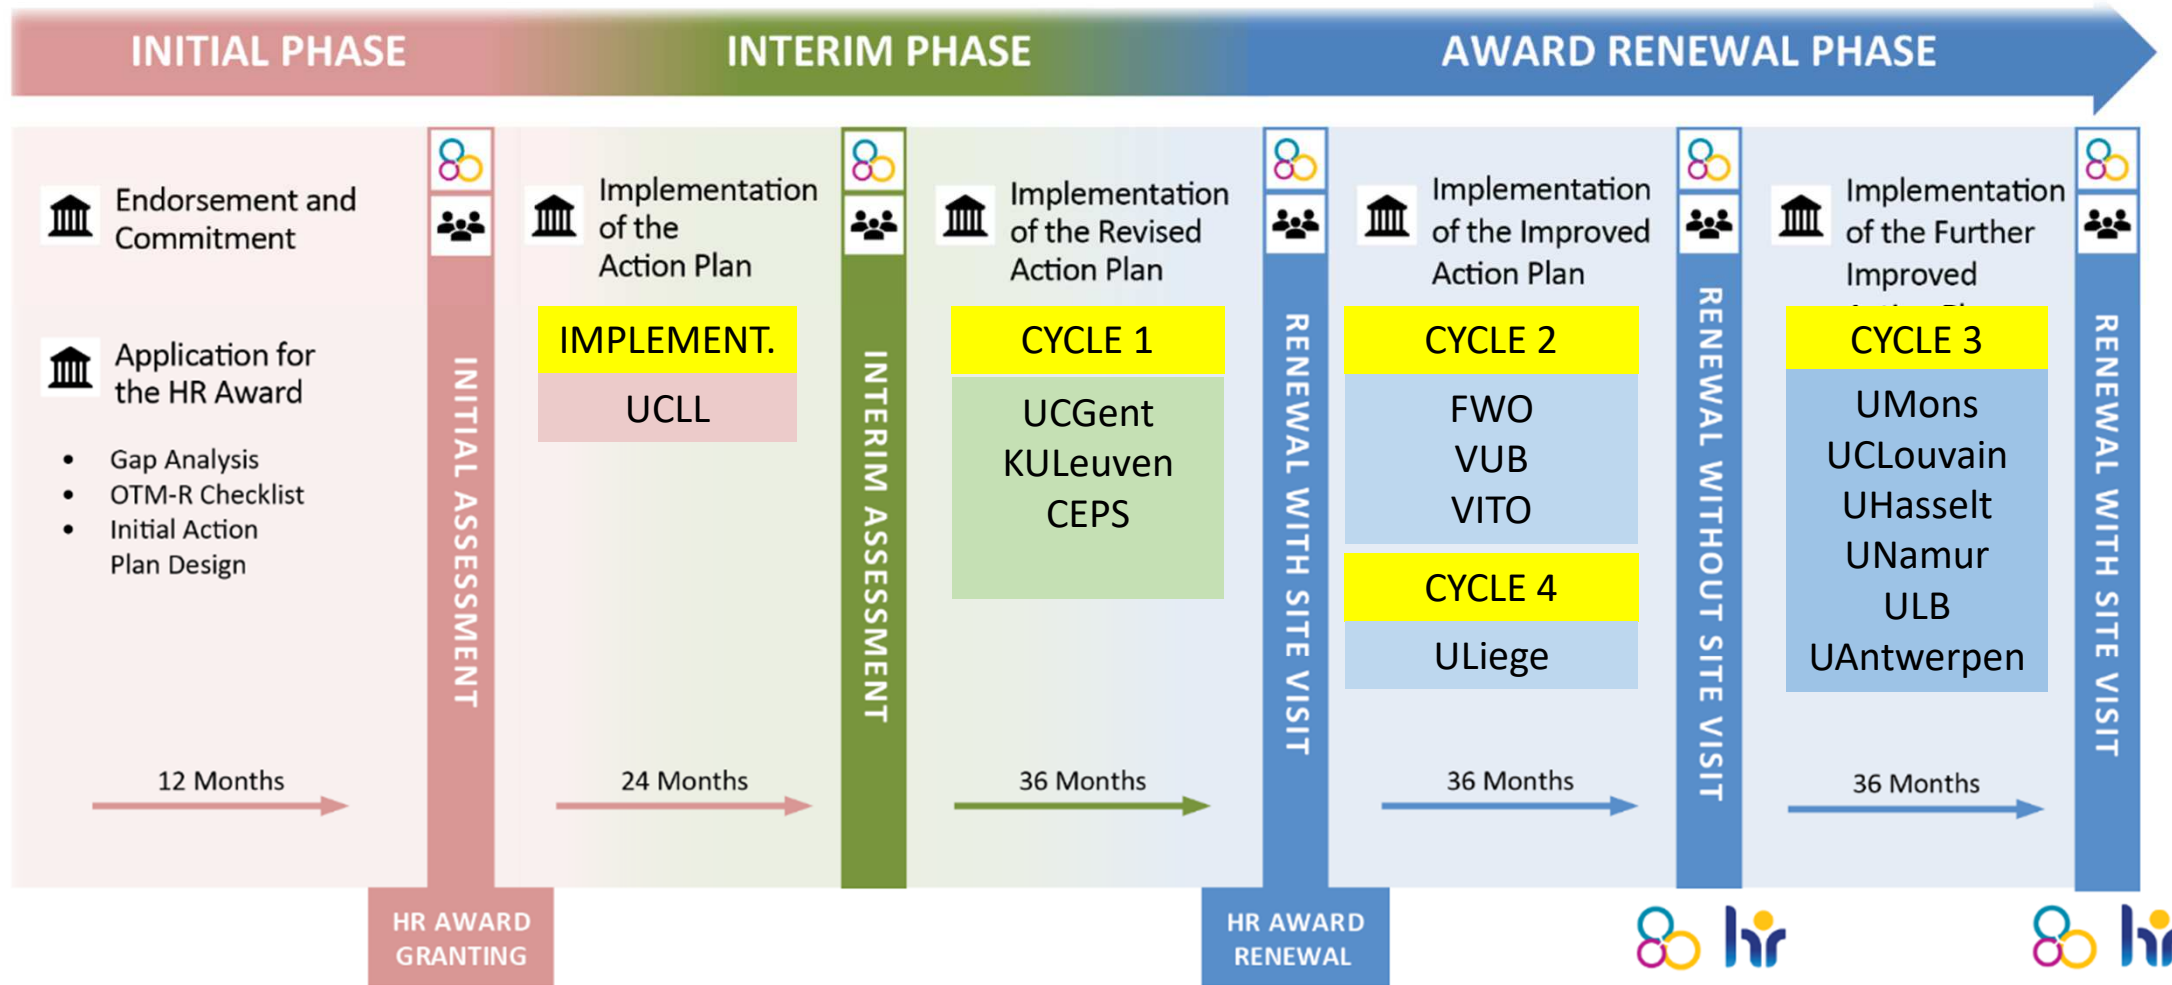 INITIAL PHASE
INTERIM PHASE
AWARD RENEWAL PHASE
Endorsement and
Commitment
Application for
the HR Award
• Gap Analysis
• OTM-R Checklist
• Initial Action
Plan Design
12 Months
INITIAL ASSESSMENT
HR AWARD
GRANTING
Implementation
of the
Action Plan
IMPLEMENT.
UCLL
24 Months
INTERIM ASSESSMENT
Implementation
of the Revised
Action Plan
CYCLE 1
UCGent
KULeuven
CEPS
36 Months
RENEWAL WITH SITE VISIT
HR AWARD
RENEWAL
Implementation
of the Improved
Action Plan
CYCLE 2
FWO
VUB
VITO
CYCLE 4
ULiege
36 Months
RENEWAL WITHOUT SITE VISIT
Implementation
of the Further
Improved
CYCLE 3
UMons
UCLouvain
UHasselt
UNamur
ULB
UAntwerpen
36 Months
RENEWAL WITH SITE VISIT
hr
hr